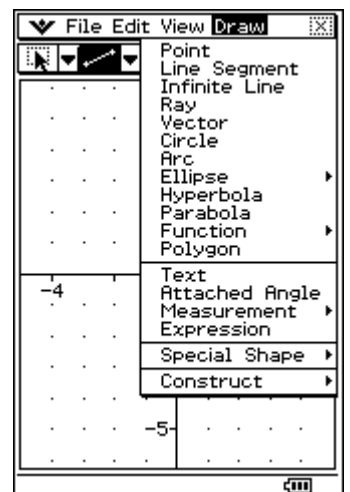 File Edit View Draw
Point
Line Segment
Infinite Line
Ray
Vector
Circle
Arc
Ellipse
Hyperbola
Parabola
Function
Polygon
Text
Attached Angle
Measurement
Expression
Special Shape
Construct
-4
-5